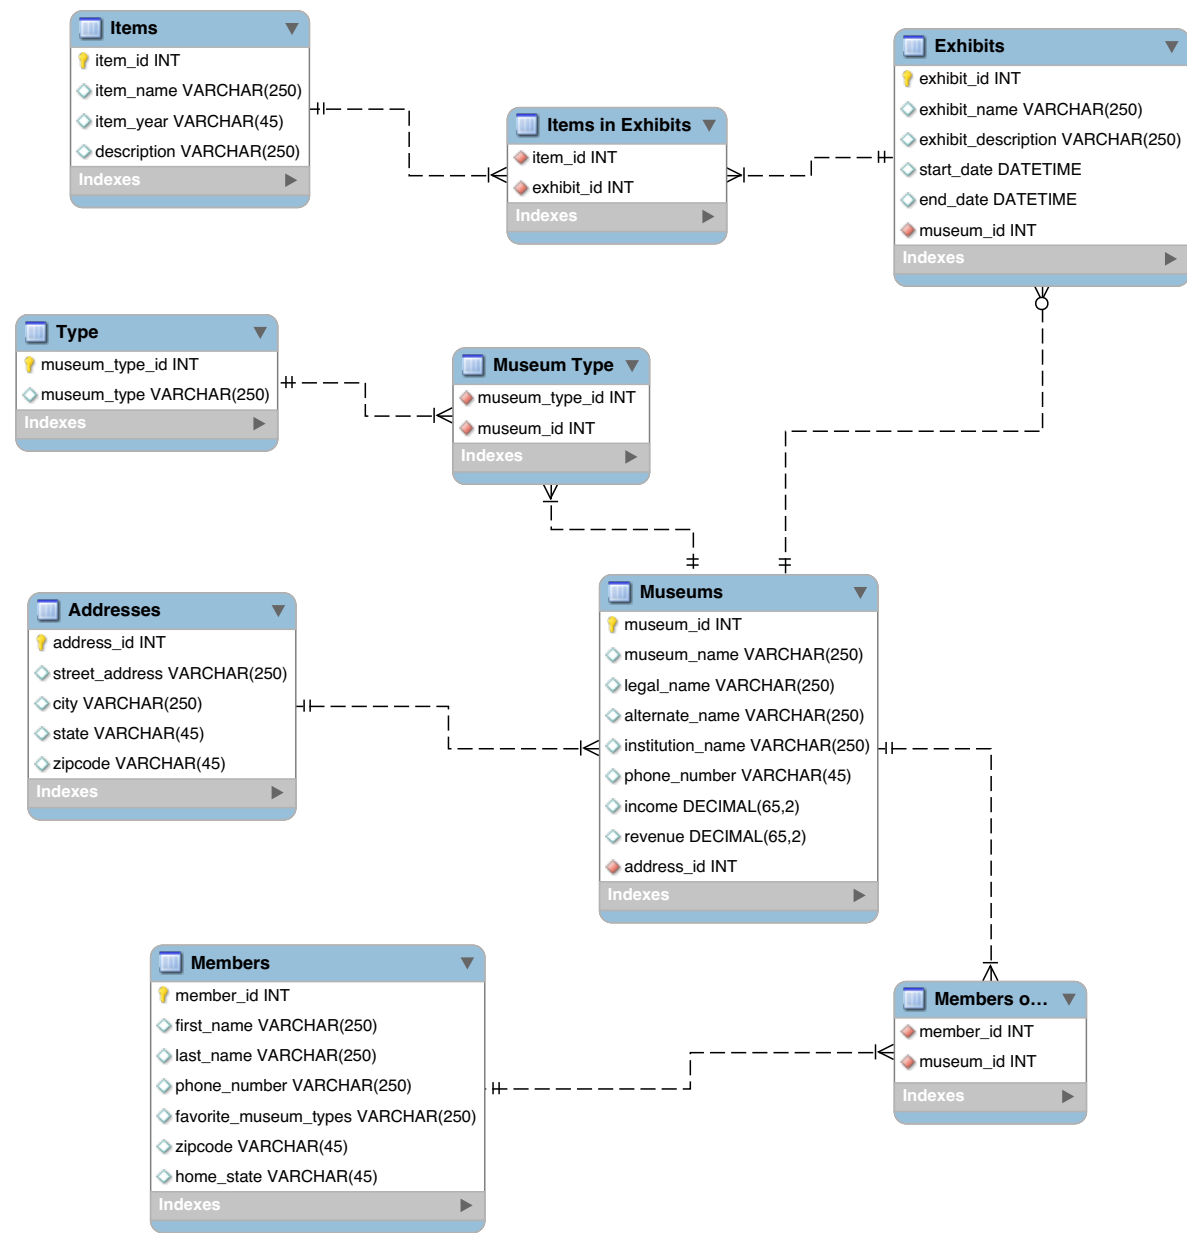 Items
item_id INT
item_name VARCHAR(250)
item_year VARCHAR(45)
description VARCHAR(250)
Indexes
Exhibits
exhibit_id INT
exhibit_name VARCHAR(250)
exhibit_description VARCHAR(250)
start_date DATETIME
end_date DATETIME
museum_id INT
Indexes
Items in Exhibits
item_id INT
exhibit_id INT
Indexes
Type
museum_type_id INT
museum_type VARCHAR(250)
Indexes
Museum Type
museum_type_id INT
museum_id INT
Indexes
Addresses
address_id INT
street_address VARCHAR(250)
city VARCHAR(250)
state VARCHAR(45)
zipcode VARCHAR(45)
Indexes
Museums
museum_id INT
museum_name VARCHAR(250)
legal_name VARCHAR(250)
alternate_name VARCHAR(250)
institution_name VARCHAR(250)
phone_number VARCHAR(45)
income DECIMAL(65,2)
revenue DECIMAL(65,2)
address_id INT
Indexes
Members
member_id INT
first_name VARCHAR(250)
last_name VARCHAR(250)
phone_number VARCHAR(250)
favorite_museum_types VARCHAR(250)
zipcode VARCHAR(45)
home_state VARCHAR(45)
Indexes
Members o...
member_id INT
museum_id INT
Indexes